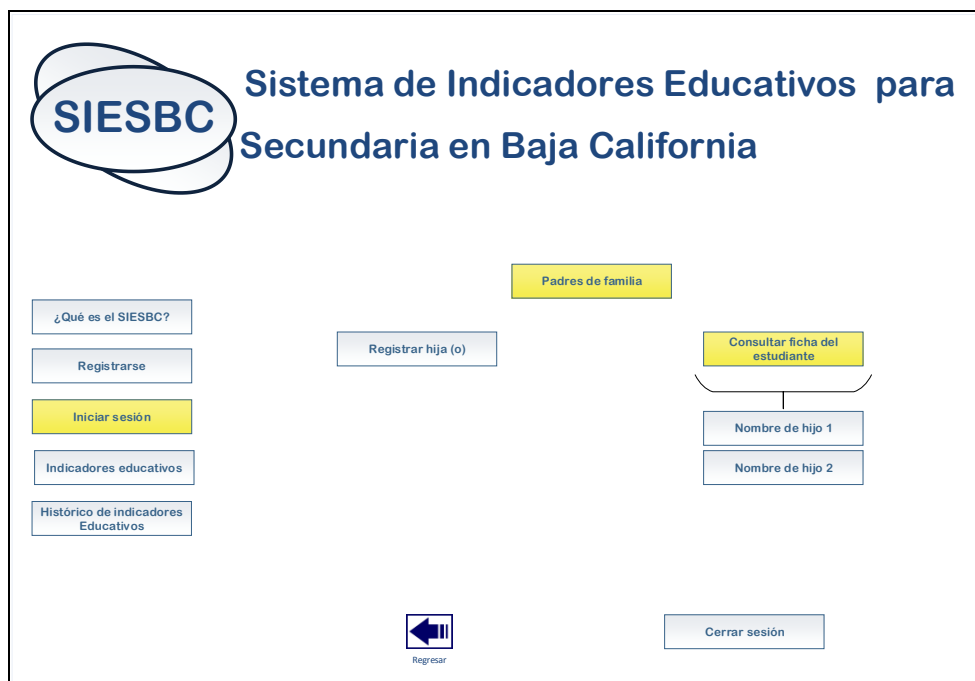 SIESBC
Sistema de Indicadores Educativos para
Secundaria en Baja California
Padres de familia
¿Qué es el SIESBC?
Registrarse
Iniciar sesión
Indicadores educativos
Histórico de indicadores
Educativos
Registrar hija (o)
Consultar ficha del
estudiante
Nombre de hijo 1
Nombre de hijo 2
Regresar
Cerrar sesión